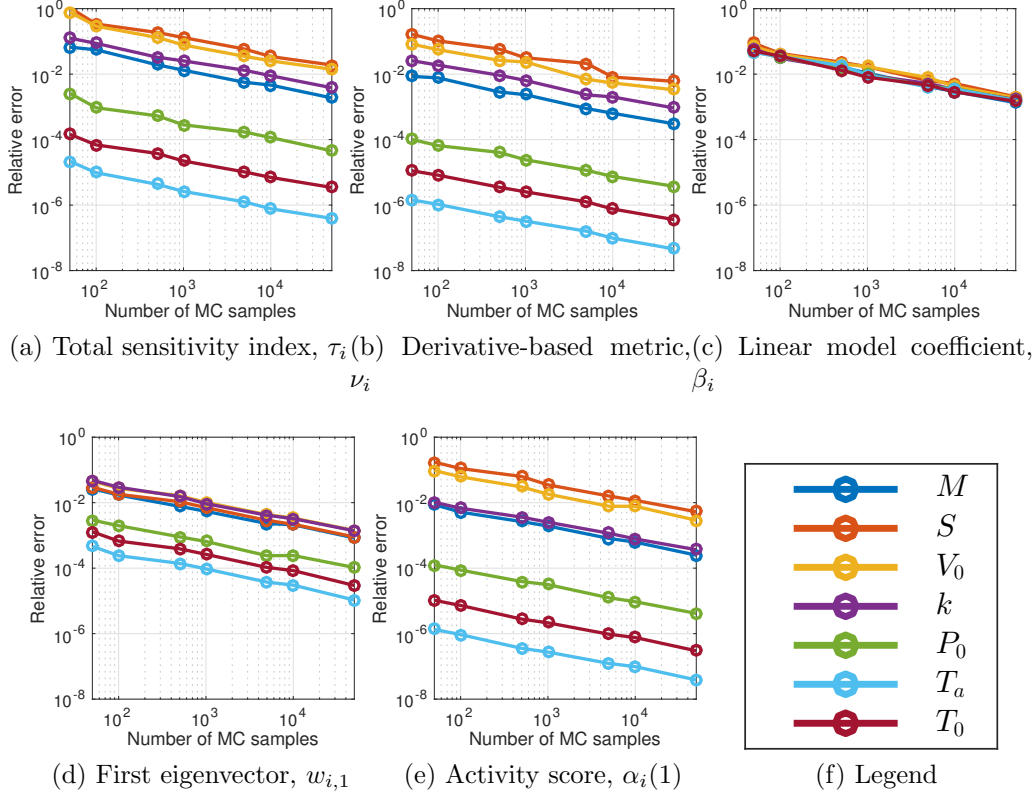 10^0
10^-2
10^-4
10^-6
10^-8
Relative error
10^2 10^3 10^4
Number of MC samples
(a) Total sensitivity index, τ_i
10^0
10^-2
10^-4
10^-6
10^-8
Relative error
10^2 10^3 10^4
Number of MC samples
(b) Derivative-based metric,
ν_i
10^0
10^-2
10^-4
10^-6
10^-8
Relative error
10^2 10^3 10^4
Number of MC samples
(c) Linear model coefficient,
β_i
10^0
10^-2
10^-4
10^-6
10^-8
Relative error
10^2 10^3 10^4
Number of MC samples
(d) First eigenvector, w_{i,1}
10^0
10^-2
10^-4
10^-6
10^-8
Relative error
10^2 10^3 10^4
Number of MC samples
(e) Activity score, α_i(1)
M
S
V_0
k
P_0
T_a
T_0
(f) Legend